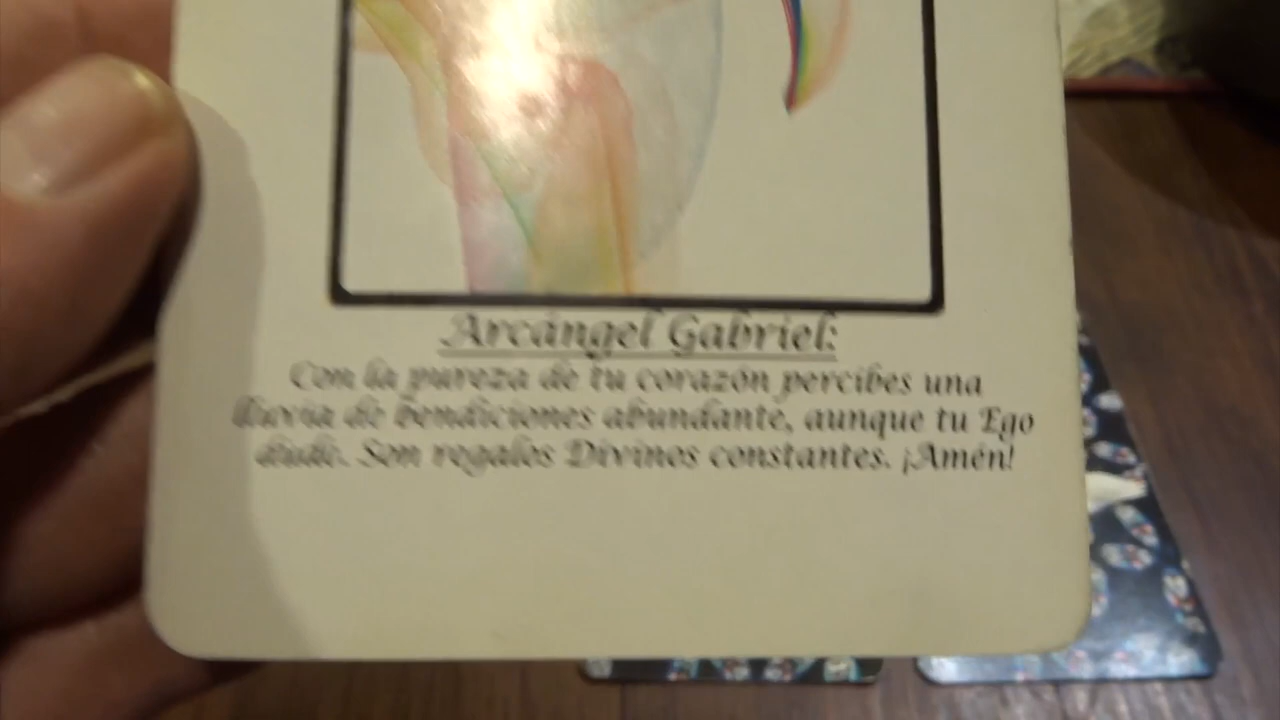 Arcángel Gabriel:
Con la pureza de tu corazón percibes una
lluvia de bendiciones abundante, aunque tu Ego
dude. Son regalos Divinos constantes. ¡Amén!